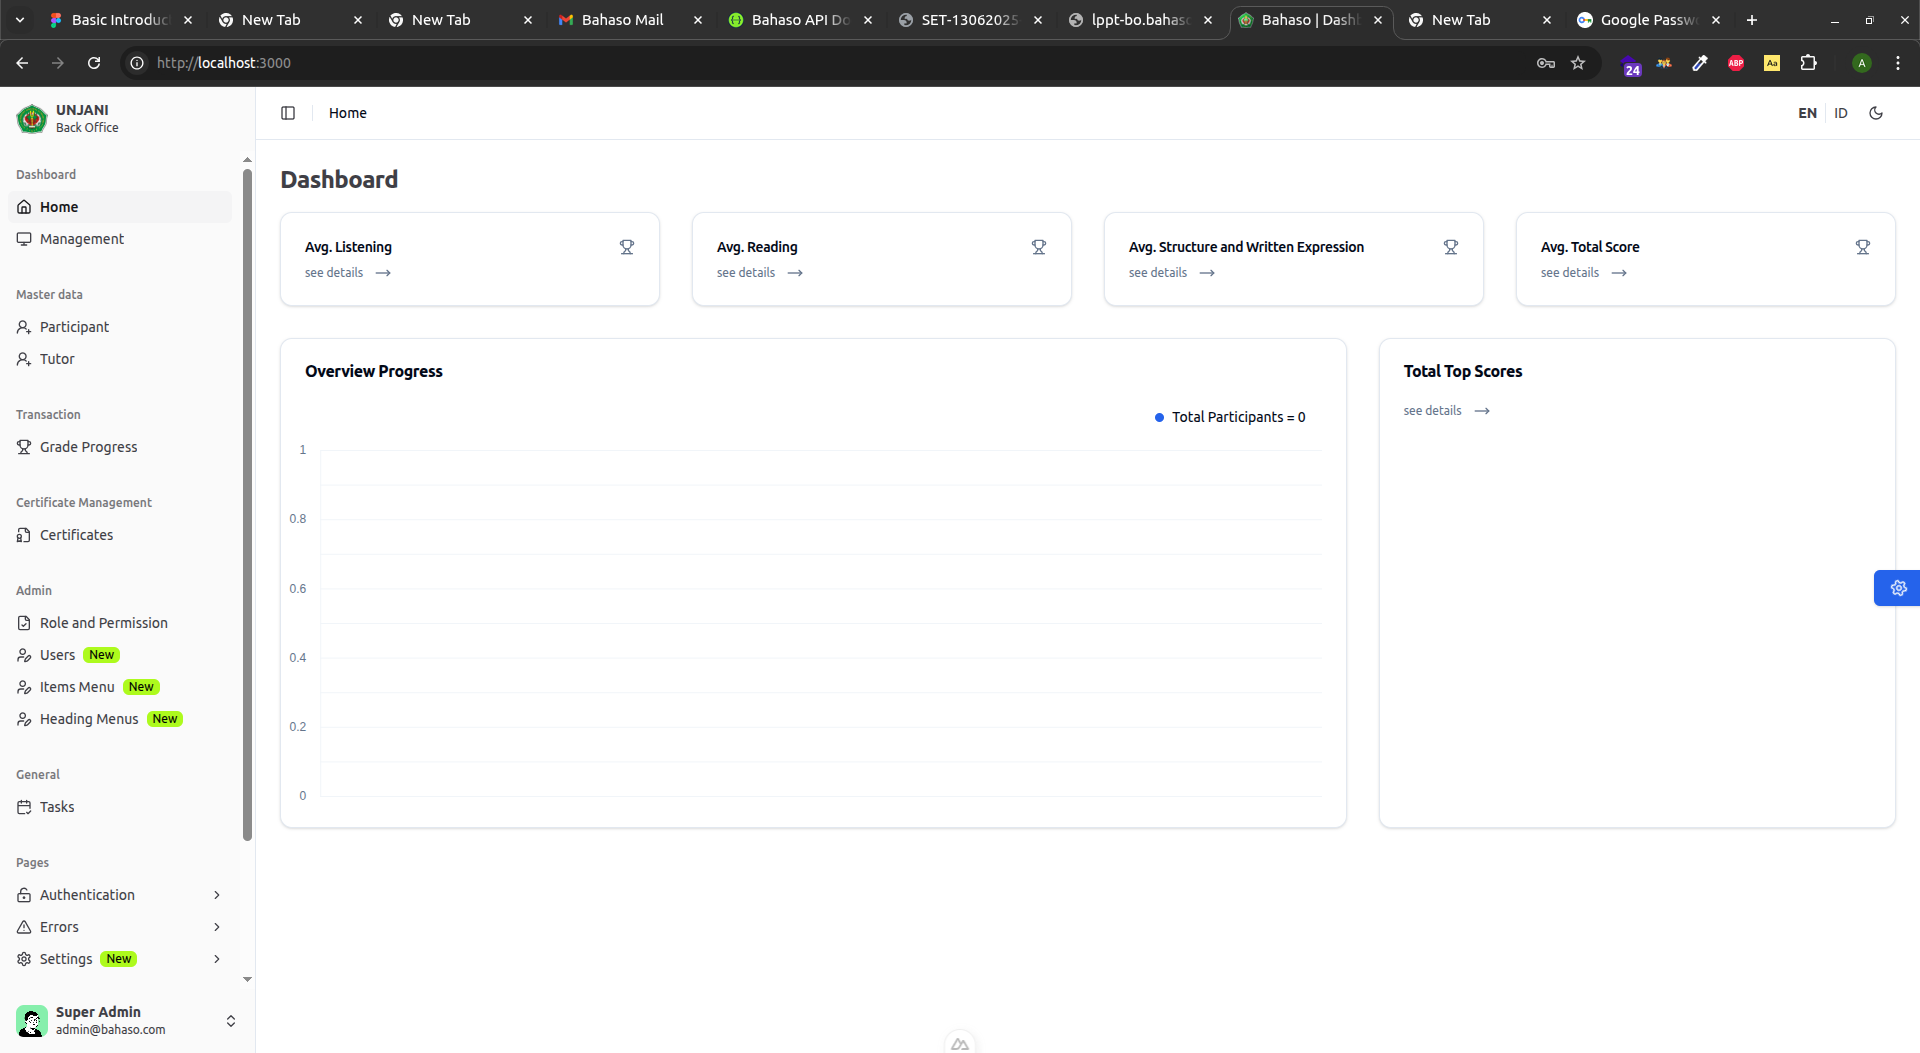 Basic Introduc
New Tab
New Tab
Bahaso Mail
Bahaso API Do
SET-13062025
lppt-bo.bahaso
Bahaso | Dashb
New Tab
Google Passw
http://localhost:3000
24
ABP
Aa
A
UNJANI
Back Office
Home
EN
ID
Dashboard
Home
Management
Master data
Participant
Tutor
Transaction
Grade Progress
Certificate Management
Certificates
Admin
Role and Permission
Users New
Items Menu New
Heading Menus New
General
Tasks
Pages
Authentication
Errors
Settings New
Super Admin
admin@bahaso.com
Dashboard
Avg. Listening
see details
Avg. Reading
see details
Avg. Structure and Written Expression
see details
Avg. Total Score
see details
Overview Progress
Total Participants = 0
1
0.8
0.6
0.4
0.2
0
Total Top Scores
see details